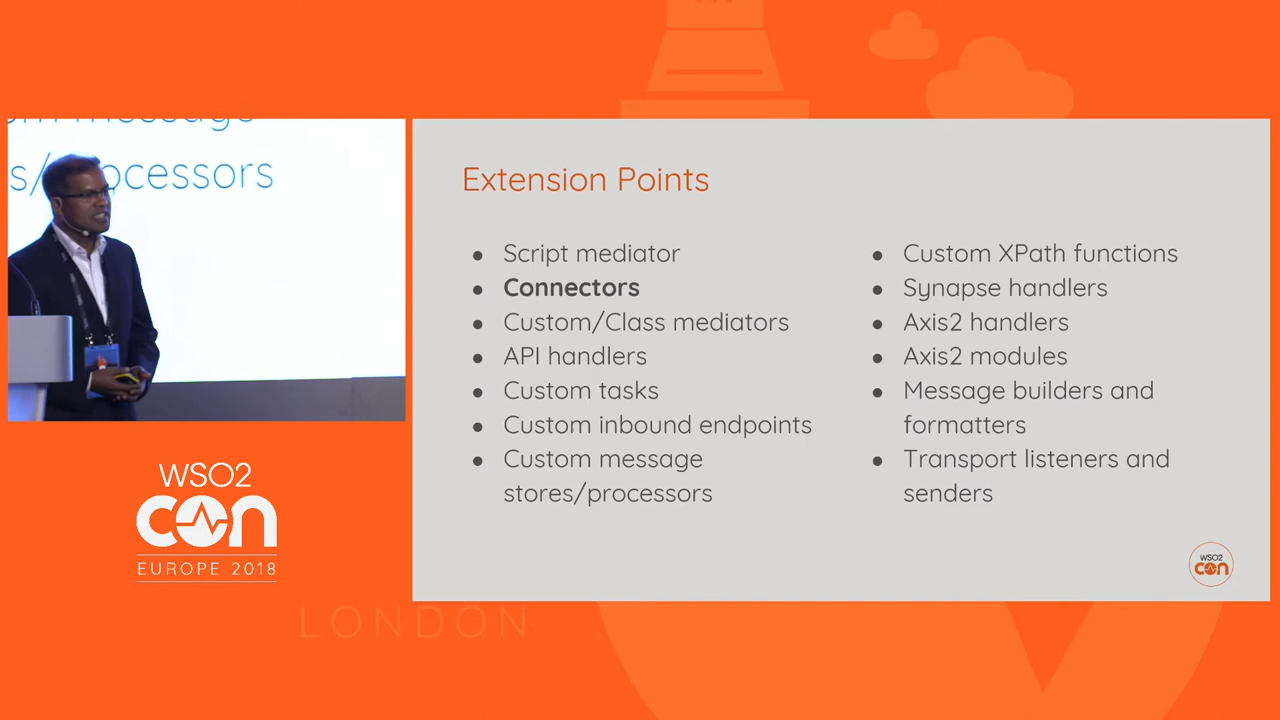 om message
s/processors
WSO2
con
EUROPE 2018
LONDON
Extension Points
● Script mediator
● Connectors
● Custom/Class mediators
● API handlers
● Custom tasks
● Custom inbound endpoints
● Custom message
stores/processors
● Custom XPath functions
● Synapse handlers
● Axis2 handlers
● Axis2 modules
● Message builders and
formatters
● Transport listeners and
senders
WSO2
con